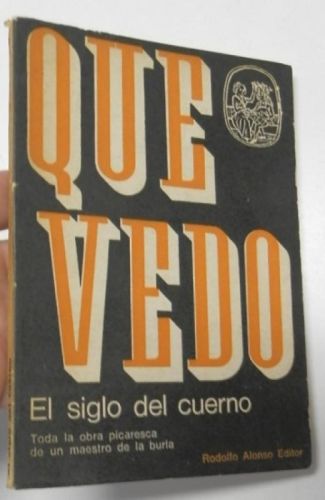 QUE
VEDO
El siglo del cuerno
Toda la obra picaresca
de un maestro de la burla
Rodolfo Alonso Editor